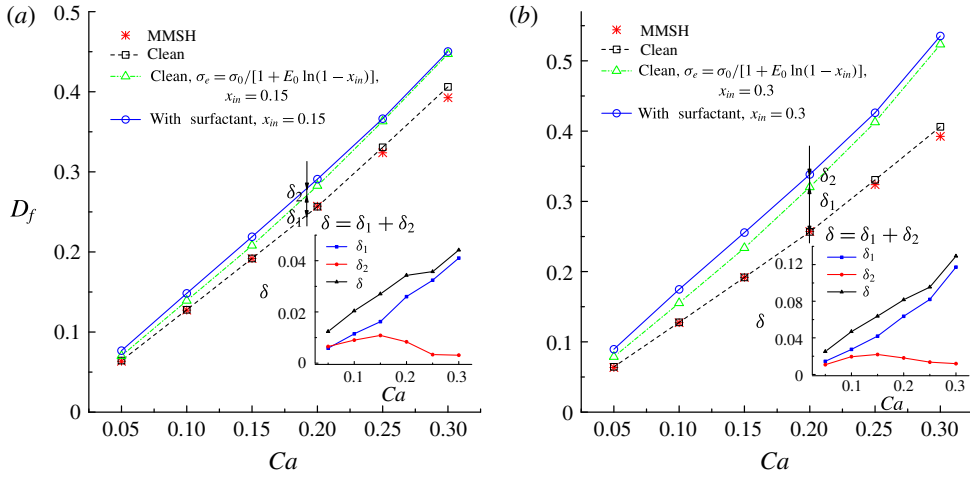 (a)
0.5
0.4
0.3
0.2
0.1
0
D_f
MMSH
Clean
Clean, σ_e = σ_0/[1 + E_0 ln(1 − x_in)],
x_in = 0.15
With surfactant, x_in = 0.15
δ_2
δ_1
δ = δ_1 + δ_2
δ_1
δ_2
δ
0.04
0.01
0
δ
0.1 0.2 0.3
Ca
0.05 0.10 0.15 0.20 0.25 0.30
Ca
(b)
0.5
0.4
0.3
0.2
0.1
0
MMSH
Clean
Clean, σ_e = σ_0/[1 + E_0 ln(1 − x_in)],
x_in = 0.3
With surfactant, x_in = 0.3
δ_2
δ_1
δ = δ_1 + δ_2
δ_1
δ_2
δ
0.12
0.08
0.04
0
δ
0.1 0.2 0.3
Ca
0.05 0.10 0.15 0.20 0.25 0.30
Ca